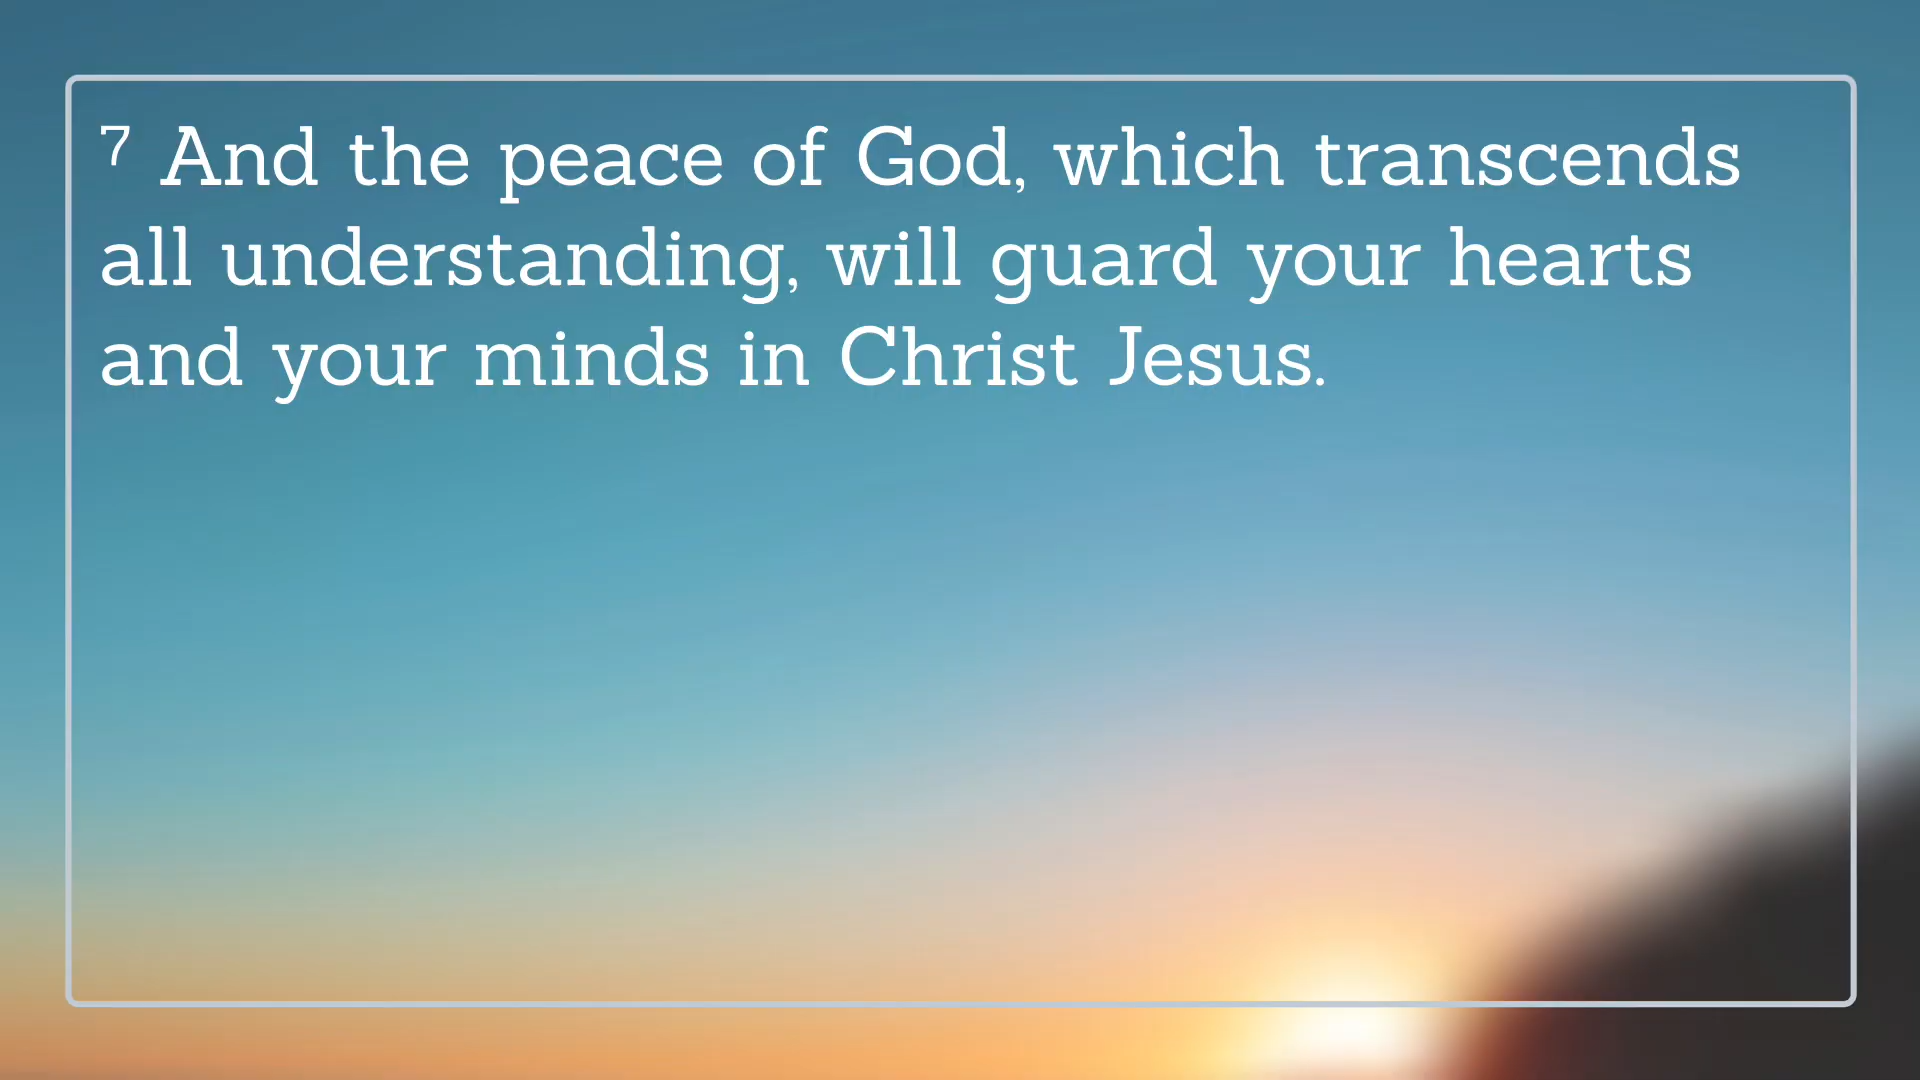 7 And the peace of God, which transcends
all understanding, will guard your hearts
and your minds in Christ Jesus.